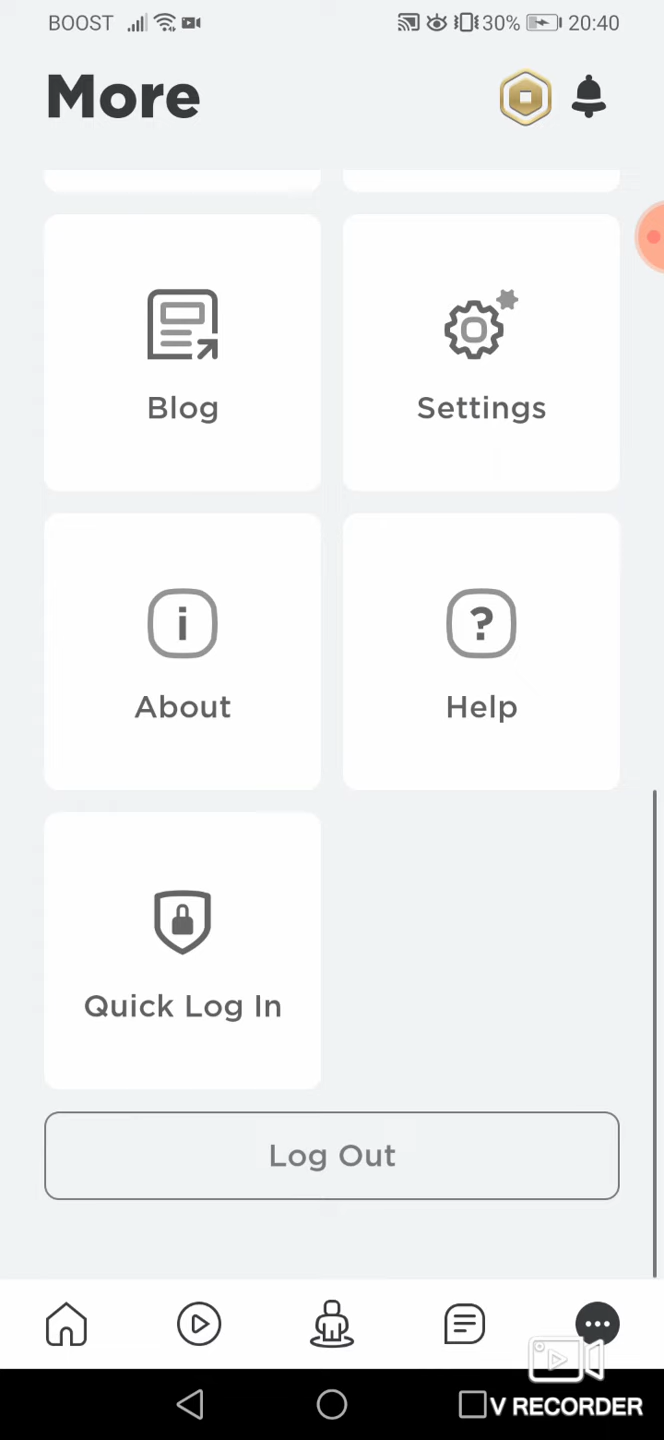 BOOST 30% 20:40
More
Blog
Settings
i
?
About
Help
Quick Log In
Log Out
V RECORDER